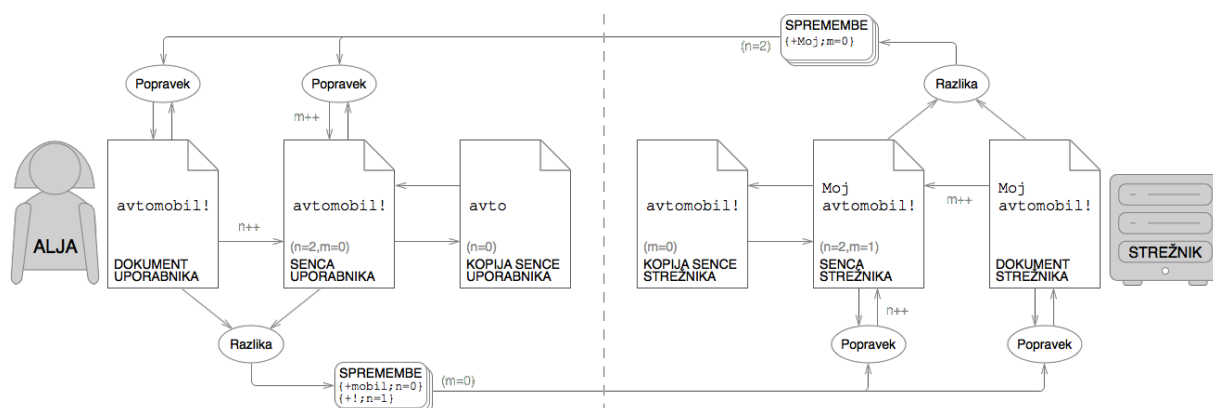 SPREMEMBE
{+Moj;m=0}
(n=2)
Popravek
Popravek
Razlika
m++
avtomobil!
avtomobil!
avto
avtomobil!
Moj
avtomobil!
Moj
avtomobil!
n++
m++
ALJA
(n=2,m=0)
(n=0)
(m=0)
(n=2,m=1)
STREŽNIK
DOKUMENT
UPORABNIKA
SENCA
UPORABNIKA
KOPIJA SENCE
UPORABNIKA
KOPIJA SENCE
STREŽNIKA
SENCA
STREŽNIKA
DOKUMENT
STREŽNIKA
n++
Razlika
Popravek
Popravek
SPREMEMBE
{+mobil;n=0}
{+!;n=1}
(m=0)